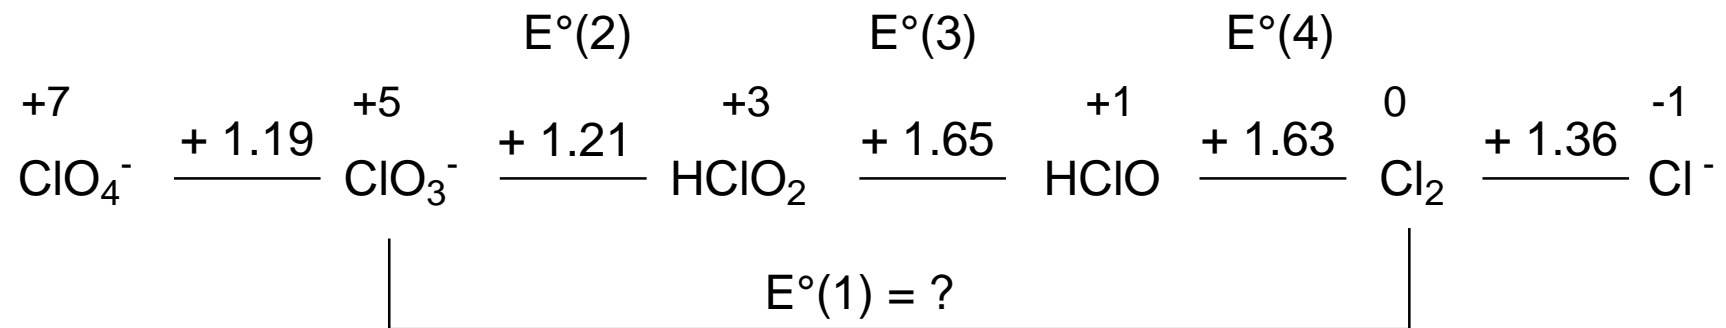 E°(2) E°(3) E°(4)
+7 +5 +3 +1 0 -1
+ 1.19 + 1.21 + 1.65 + 1.63 + 1.36
ClO₄⁻ ClO₃⁻ HClO₂ HClO Cl₂ Cl⁻
E°(1) = ?